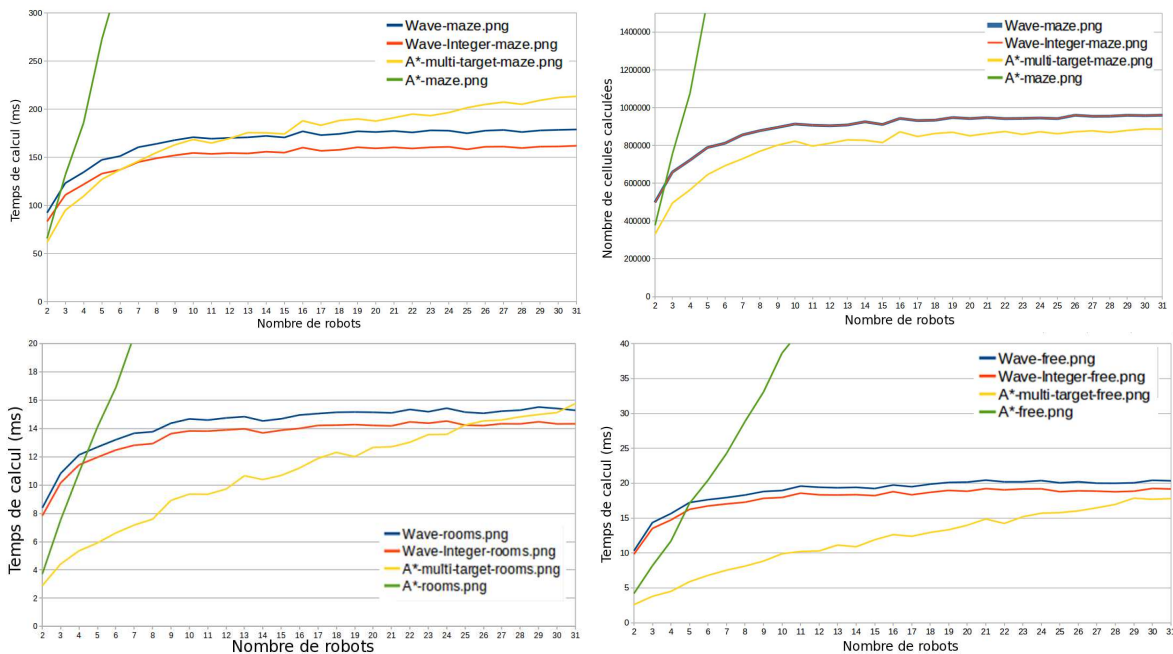 300
250
200
150
100
50
0
Temps de calcul (ms)
Wave-maze.png
Wave-Integer-maze.png
A*-multi-target-maze.png
A*-maze.png
2 3 4 5 6 7 8 9 10 11 12 13 14 15 16 17 18 19 20 21 22 23 24 25 26 27 28 29 30 31
Nombre de robots
1400000
1200000
1000000
800000
600000
400000
200000
0
Nombre de cellules calculées
Wave-maze.png
Wave-Integer-maze.png
A*-multi-target-maze.png
A*-maze.png
2 3 4 5 6 7 8 9 10 11 12 13 14 15 16 17 18 19 20 21 22 23 24 25 26 27 28 29 30 31
Nombre de robots
20
18
16
14
12
10
8
6
4
2
0
Temps de calcul (ms)
Wave-rooms.png
Wave-Integer-rooms.png
A*-multi-target-rooms.png
A*-rooms.png
2 3 4 5 6 7 8 9 10 11 12 13 14 15 16 17 18 19 20 21 22 23 24 25 26 27 28 29 30 31
Nombre de robots
40
35
30
25
20
15
10
5
0
Temps de calcul (ms)
Wave-free.png
Wave-Integer-free.png
A*-multi-target-free.png
A*-free.png
2 3 4 5 6 7 8 9 10 11 12 13 14 15 16 17 18 19 20 21 22 23 24 25 26 27 28 29 30 31
Nombre de robots